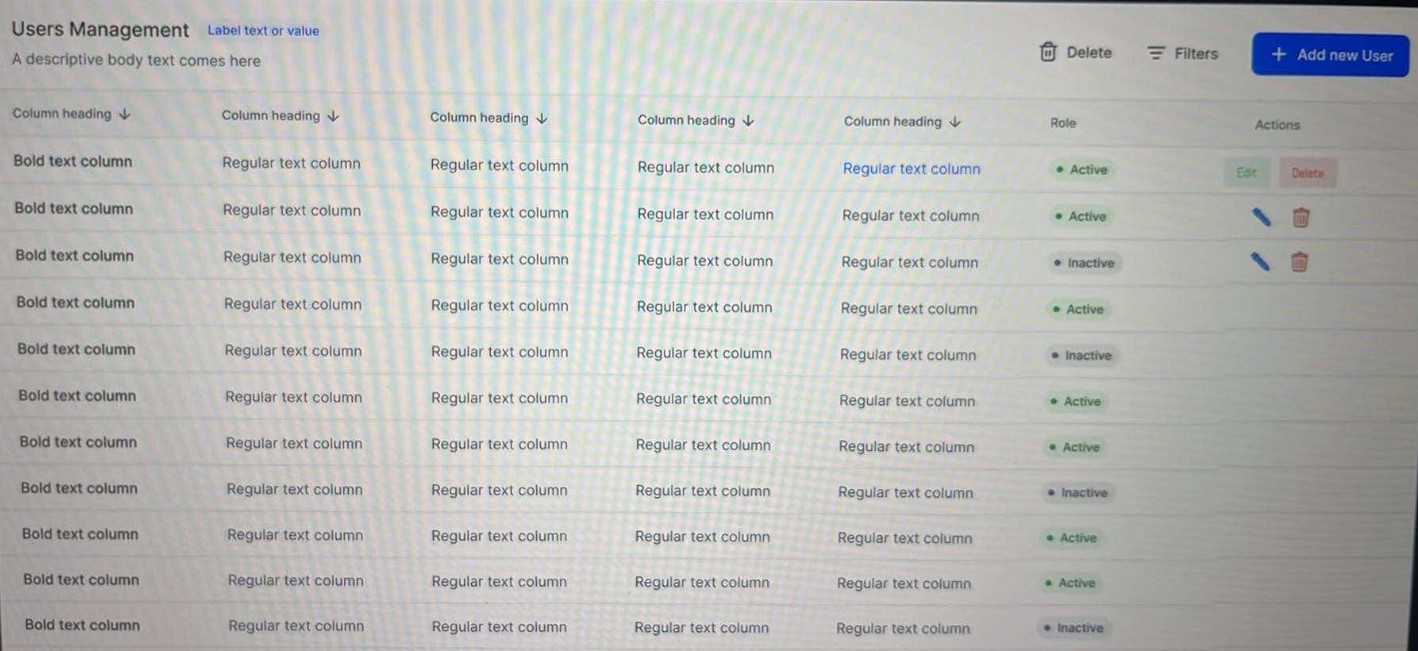 Users Management Label text or value
A descriptive body text comes here
Delete Filters + Add new User
Column heading ↓ Column heading ↓ Column heading ↓ Column heading ↓ Column heading ↓ Role Actions
Bold text column Regular text column Regular text column Regular text column Regular text column Active Edit Delete
Bold text column Regular text column Regular text column Regular text column Regular text column Active
Bold text column Regular text column Regular text column Regular text column Regular text column Inactive
Bold text column Regular text column Regular text column Regular text column Regular text column Active
Bold text column Regular text column Regular text column Regular text column Regular text column Inactive
Bold text column Regular text column Regular text column Regular text column Regular text column Active
Bold text column Regular text column Regular text column Regular text column Regular text column Active
Bold text column Regular text column Regular text column Regular text column Regular text column Inactive
Bold text column Regular text column Regular text column Regular text column Regular text column Active
Bold text column Regular text column Regular text column Regular text column Regular text column Active
Bold text column Regular text column Regular text column Regular text column Regular text column Inactive